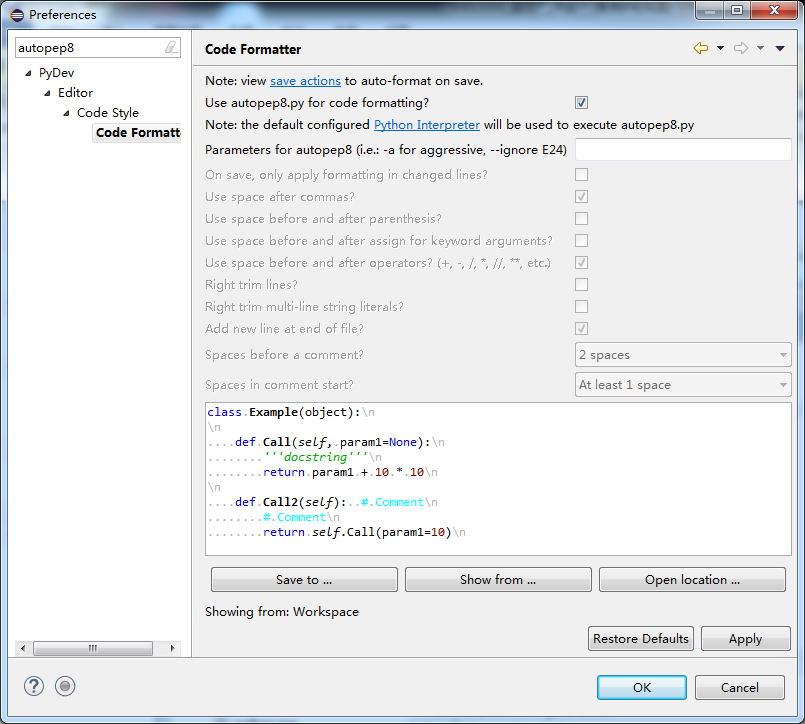 Preferences
autopep8
PyDev
Editor
Code Style
Code Formatt
Code Formatter
Note: view save actions to auto-format on save.
Use autopep8.py for code formatting?
Note: the default configured Python Interpreter will be used to execute autopep8.py
Parameters for autopep8 (i.e.: -a for aggressive, --ignore E24)
On save, only apply formatting in changed lines?
Use space after commas?
Use space before and after parenthesis?
Use space before and after assign for keyword arguments?
Use space before and after operators? (+, -, /, *, //, **, etc.)
Right trim lines?
Right trim multi-line string literals?
Add new line at end of file?
Spaces before a comment? 2 spaces
Spaces in comment start? At least 1 space
class.Example(object):\n
\n
....def.Call(self,.param1=None):\n
........'''docstring'''\n
........return.param1.+.10.*.10\n
\n
....def.Call2(self):..#.Comment\n
........#.Comment\n
........return.self.Call(param1=10)\n
Save to ... Show from ... Open location ...
Showing from: Workspace
Restore Defaults Apply
OK Cancel